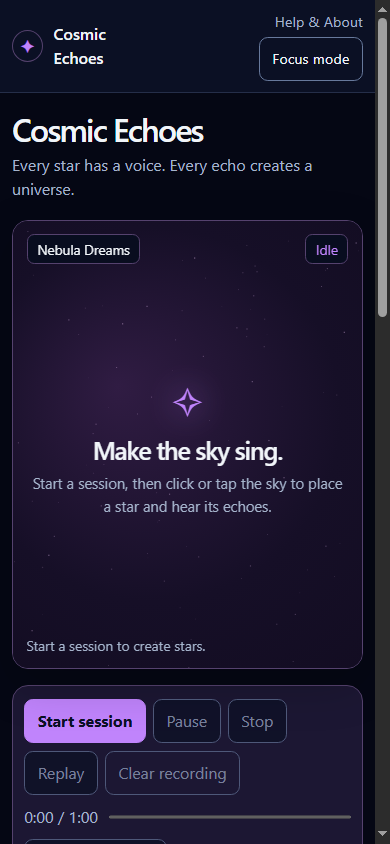 Cosmic
Echoes
Help & About
Focus mode
Cosmic Echoes
Every star has a voice. Every echo creates a
universe.
Nebula Dreams
Idle
Make the sky sing.
Start a session, then click or tap the sky to place
a star and hear its echoes.
Start a session to create stars.
Start session
Pause
Stop
Replay
Clear recording
0:00 / 1:00